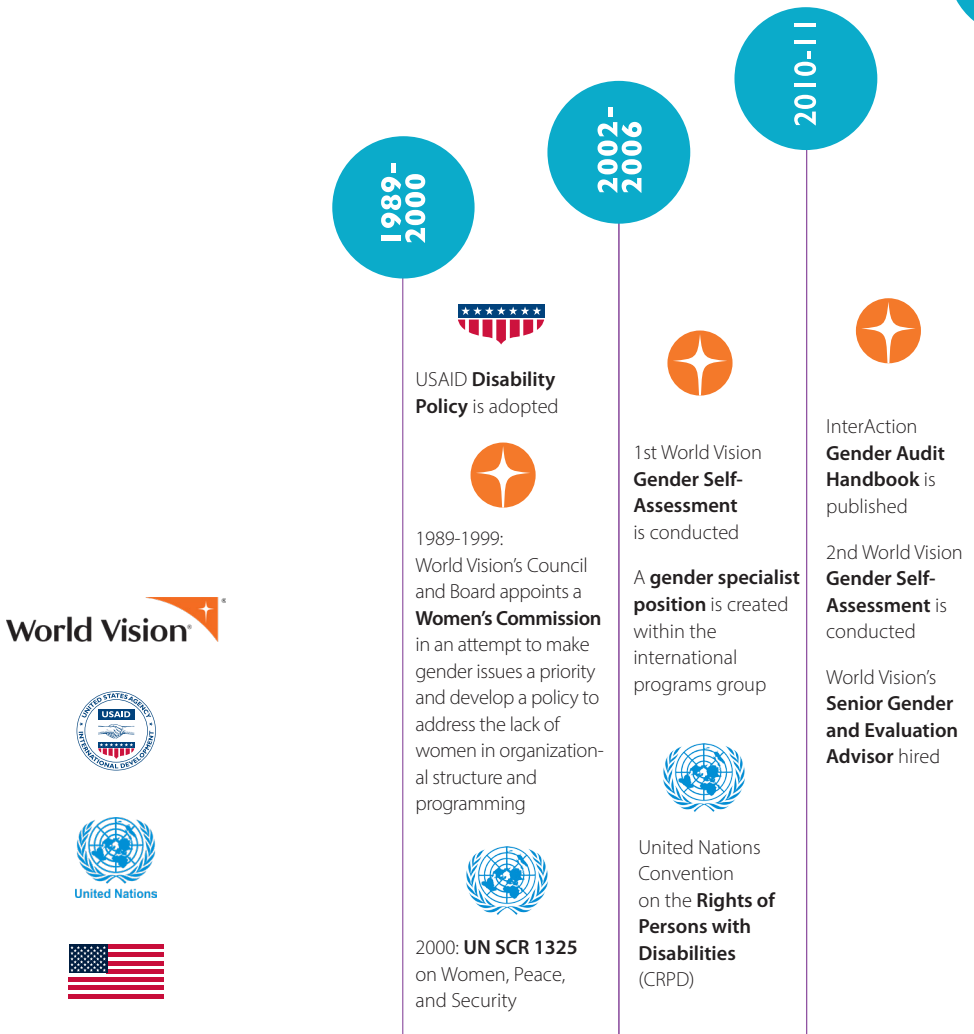 1989-
2000
USAID Disability
Policy is adopted
1989-1999:
World Vision’s Council
and Board appoints a
Women’s Commission
in an attempt to make
gender issues a priority
and develop a policy to
address the lack of
women in organization-
al structure and
programming
2000: UN SCR 1325
on Women, Peace,
and Security
2002-
2006
1st World Vision
Gender Self-
Assessment
is conducted
A gender specialist
position is created
within the
international
programs group
United Nations
Convention
on the Rights of
Persons with
Disabilities
(CRPD)
2010-11
InterAction
Gender Audit
Handbook is
published
2nd World Vision
Gender Self-
Assessment is
conducted
World Vision’s
Senior Gender
and Evaluation
Advisor hired
World Vision®
UNITED STATES AGENCY
USAID
INTERNATIONAL DEVELOPMENT
United Nations